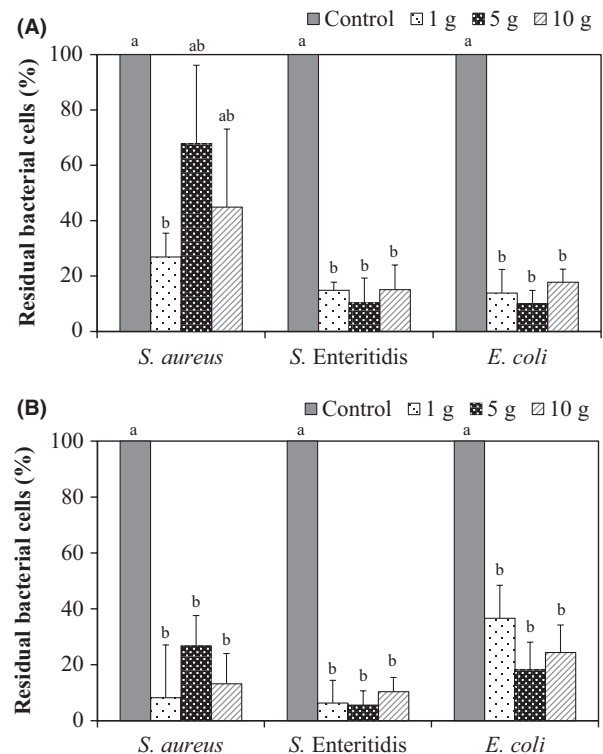 (A)
Control 1 g 5 g 10 g
Residual bacterial cells (%)
100
80
60
40
20
0
a b ab ab a b b b a b b b
S. aureus S. Enteritidis E. coli
(B)
Control 1 g 5 g 10 g
Residual bacterial cells (%)
100
80
60
40
20
0
a b b b a b b b a b b b
S. aureus S. Enteritidis E. coli